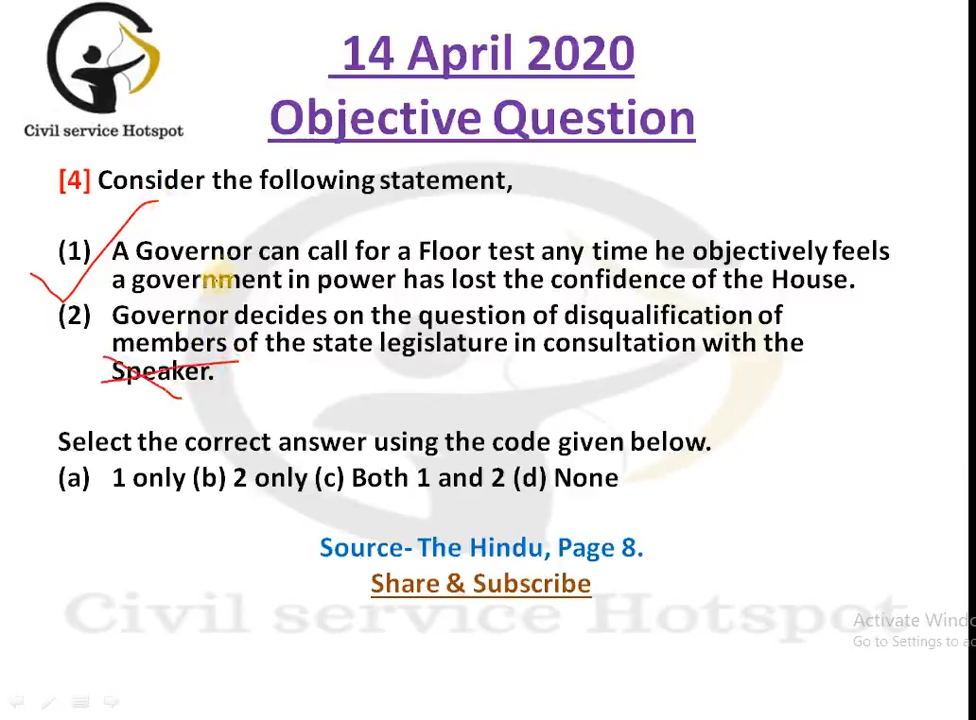 14 April 2020
Objective Question
Civil service Hotspot
[4] Consider the following statement,
(1) A Governor can call for a Floor test any time he objectively feels
a government in power has lost the confidence of the House.
(2) Governor decides on the question of disqualification of
members of the state legislature in consultation with the
Speaker.
Select the correct answer using the code given below.
(a) 1 only (b) 2 only (c) Both 1 and 2 (d) None
Source- The Hindu, Page 8.
Share & Subscribe
Civil service Hotspot
Activate Windo
Go to Settings to ac